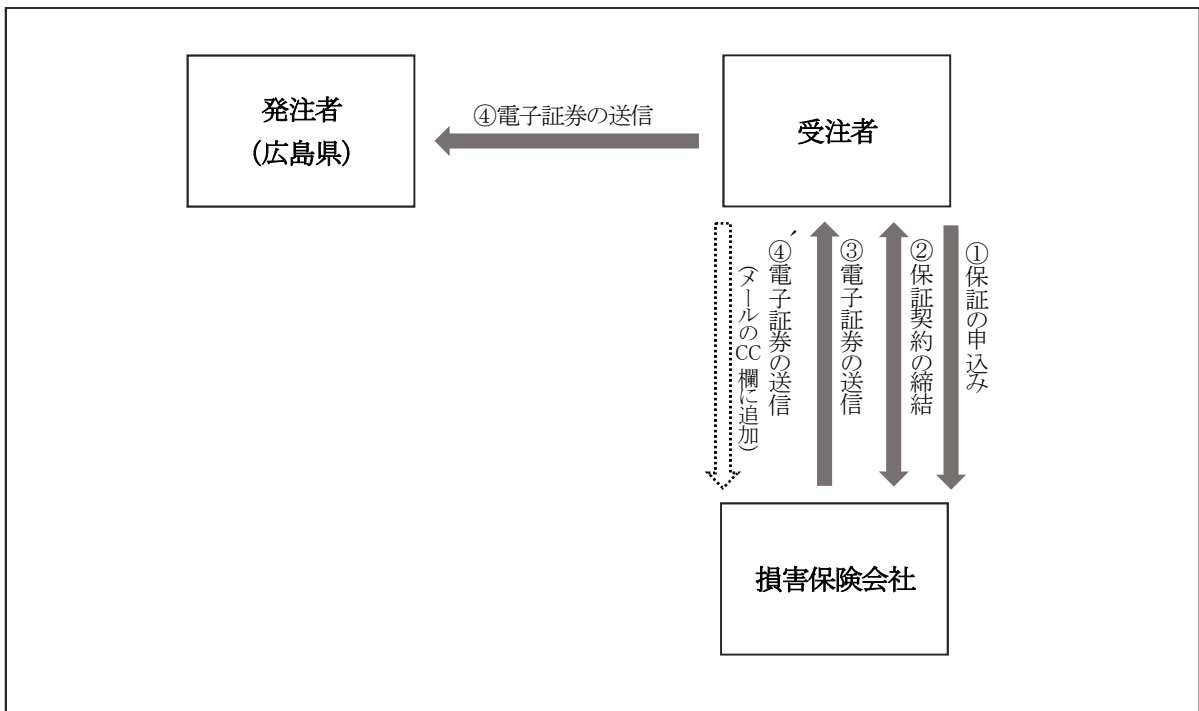 発注者
(広島県)
④電子証券の送信
受注者
①保証の申込み
②保証契約の締結
③電子証券の送信
④´電子証券の送信
(メールのCC 欄に追加)
損害保険会社